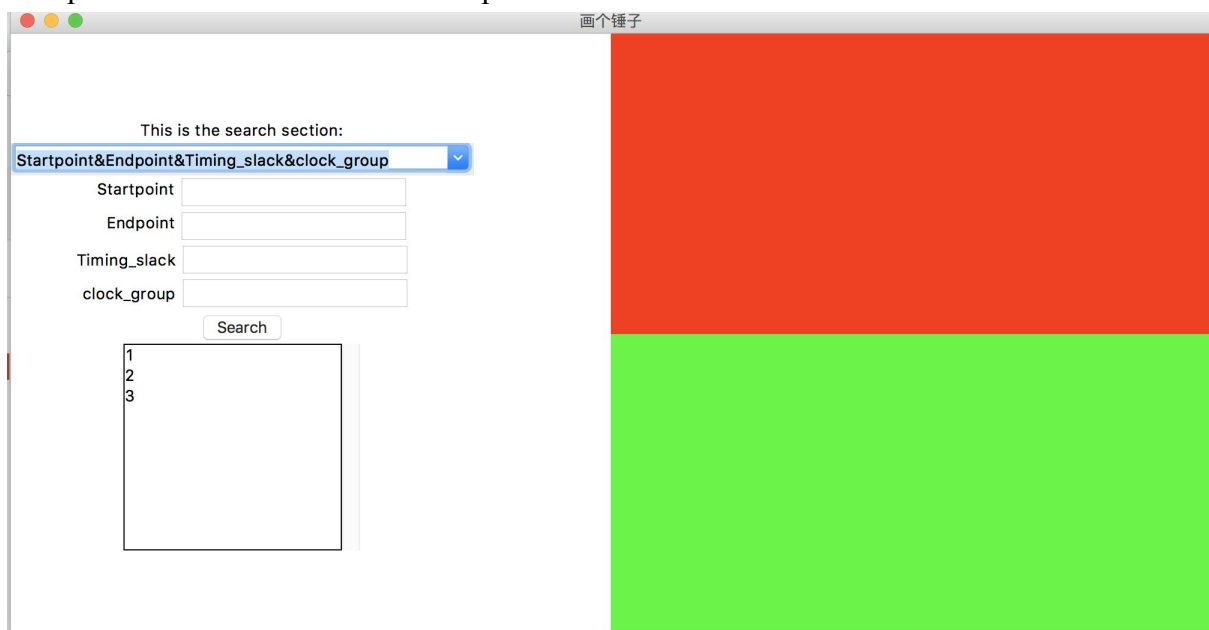 画个锤子
This is the search section:
Startpoint&Endpoint&Timing_slack&clock_group
Startpoint
Endpoint
Timing_slack
clock_group
Search
1
2
3